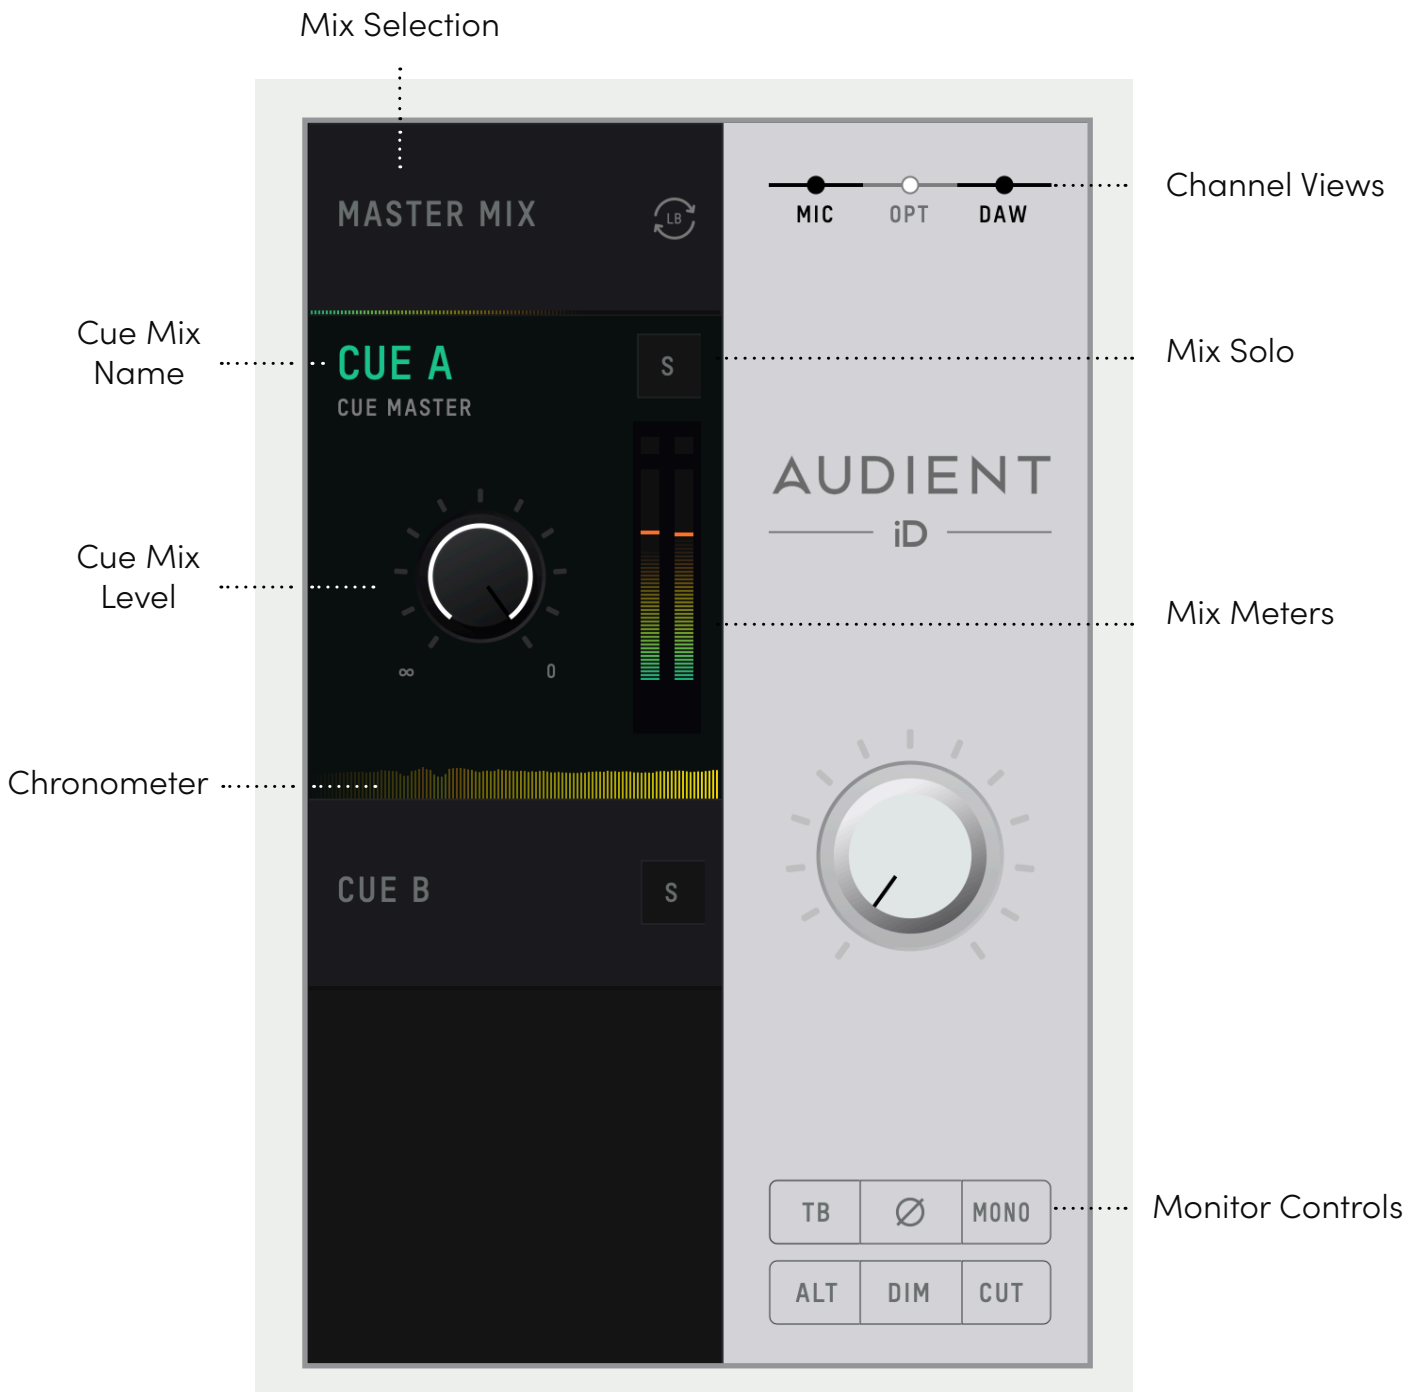 Mix Selection
MASTER MIX
LB
MIC OPT DAW
Channel Views
Cue Mix
Name
CUE A
CUE MASTER
S
Mix Solo
AUDIENT
iD
Cue Mix
Level
∞ 0
Mix Meters
Chronometer
CUE B
S
TB Ø MONO
Monitor Controls
ALT DIM CUT